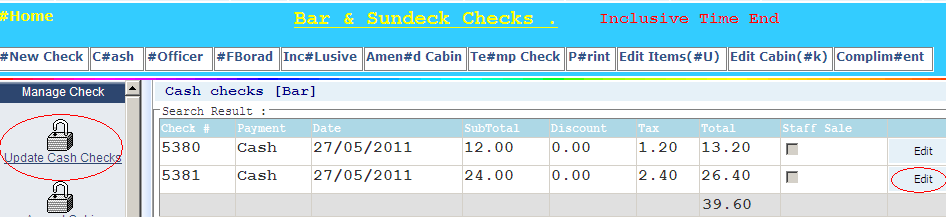 #Home
Bar & Sundeck Checks .
Inclusive Time End
#New Check C#ash #Officer #FBorad Inc#Lusive Amen#d Cabin Te#mp Check P#rint Edit Items(#U) Edit Cabin(#k) Complim#ent
Manage Check
Update Cash Checks
Cash checks [Bar]
Search Result :
Check # Payment Date SubTotal Discount Tax Total Staff Sale
5380 Cash 27/05/2011 12.00 0.00 1.20 13.20 Edit
5381 Cash 27/05/2011 24.00 0.00 2.40 26.40 Edit
39.60